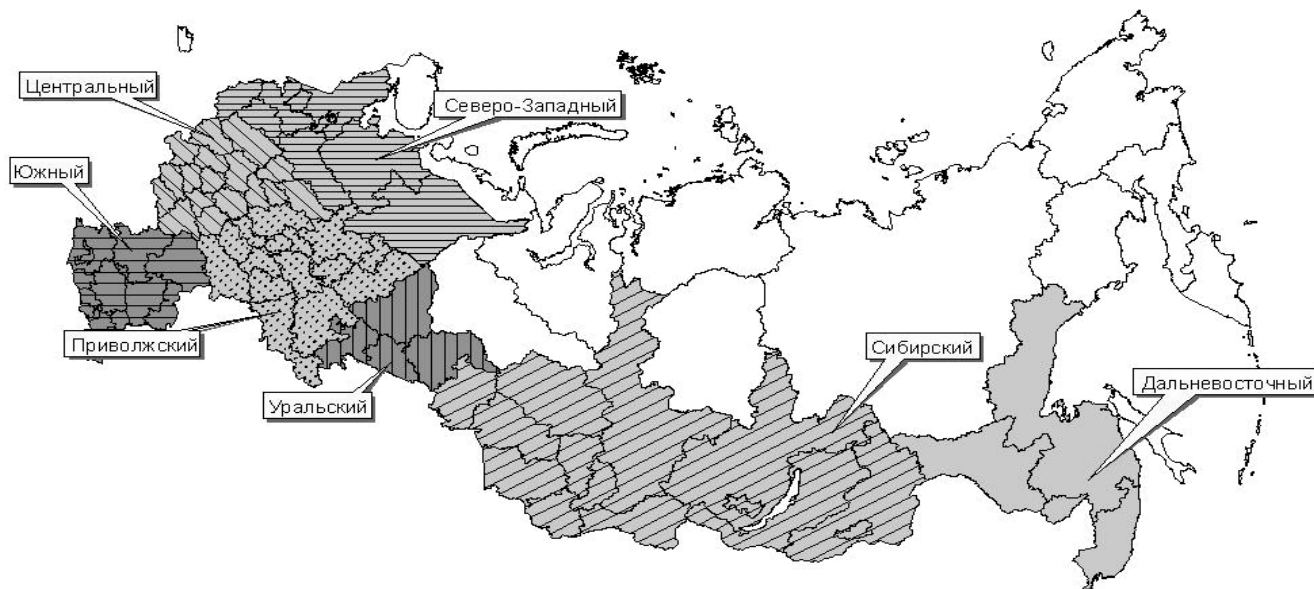 Центральный
Северо-Западный
Южный
Приволжский
Сибирский
Дальневосточный
Уральский